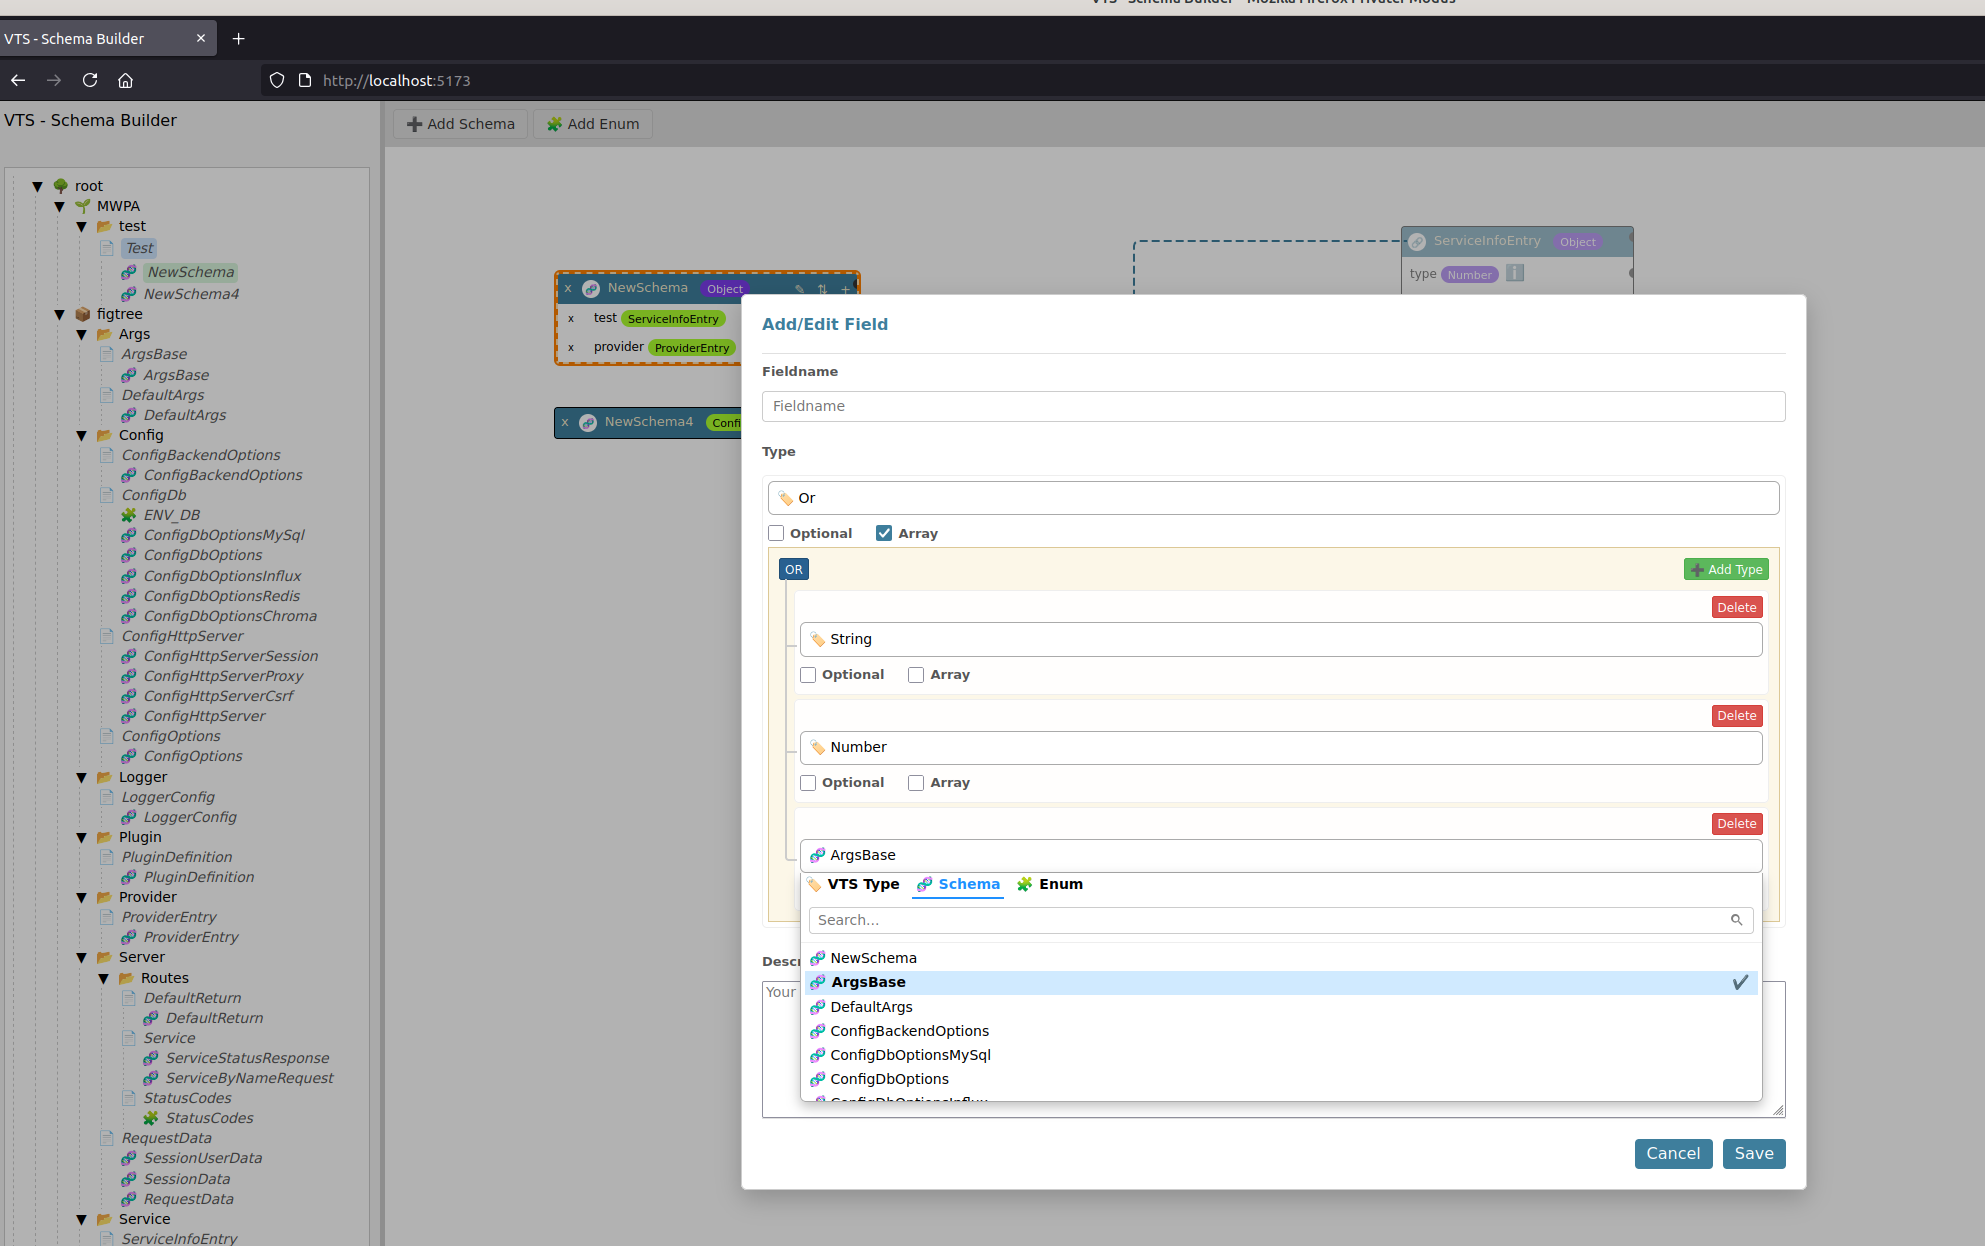 VTS - Schema Builder
http://localhost:5173
VTS - Schema Builder
root
MWPA
test
Test
NewSchema
NewSchema4
figtree
Args
ArgsBase
ArgsBase
DefaultArgs
DefaultArgs
Config
ConfigBackendOptions
ConfigBackendOptions
ConfigDb
ENV_DB
ConfigDbOptionsMySql
ConfigDbOptions
ConfigDbOptionsInflux
ConfigDbOptionsRedis
ConfigDbOptionsChroma
ConfigHttpServer
ConfigHttpServerSession
ConfigHttpServerProxy
ConfigHttpServerCsrf
ConfigHttpServer
ConfigOptions
ConfigOptions
Logger
LoggerConfig
LoggerConfig
Plugin
PluginDefinition
PluginDefinition
Provider
ProviderEntry
ProviderEntry
Server
Routes
DefaultReturn
DefaultReturn
Service
ServiceStatusResponse
ServiceByNameRequest
StatusCodes
StatusCodes
RequestData
SessionUserData
SessionData
RequestData
Service
ServiceInfoEntry
Add Schema Add Enum
ServiceInfoEntry Object
type Number
x NewSchema Object
x test ServiceInfoEntry
x provider ProviderEntry
x NewSchema4 Confi
Add/Edit Field
Fieldname
Fieldname
Type
Or
Optional Array
OR Add Type
Delete
String
Optional Array
Delete
Number
Optional Array
Delete
ArgsBase
VTS Type Schema Enum
Search...
NewSchema
ArgsBase
DefaultArgs
ConfigBackendOptions
ConfigDbOptionsMySql
ConfigDbOptions
Descr
Your
Cancel Save